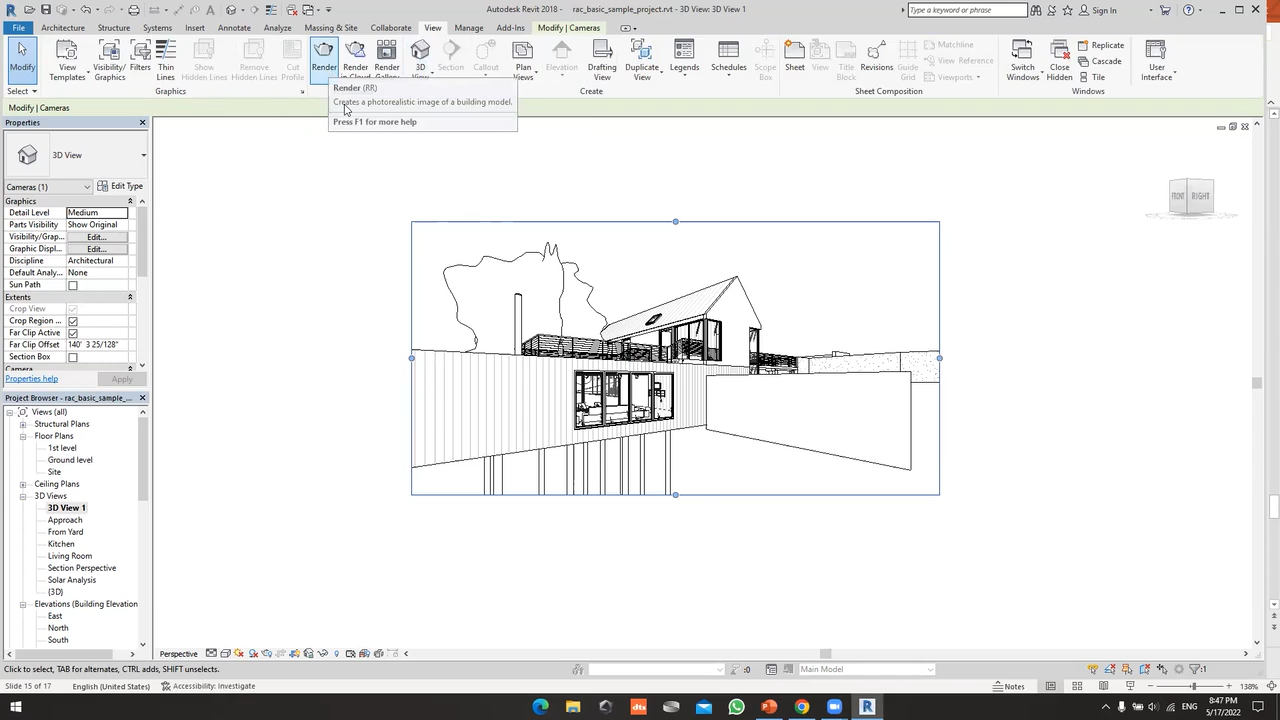 Autodesk Revit 2018 - rac_basic_sample_project.rvt - 3D View: 3D View 1
Type a keyword or phrase
Sign In
File Architecture Structure Systems Insert Annotate Analyze Massing & Site Collaborate View Manage Add-Ins Modify | Cameras
Modify
View Templates
Visibility/ Graphics
Filters
Thin Lines
Show Hidden Lines
Remove Hidden Lines
Cut Profile
Render
Render in Cloud
Render Gallery
3D View
Section
Callout
Plan Views
Elevation
Drafting View
Duplicate View
Legends
Schedules
Scope Box
Sheet
View
Title Block
Revisions
Guide Grid
Matchline
View Reference
Viewports
Switch Windows
Close Hidden
Replicate
Cascade
Tile
User Interface
Select Graphics Create Sheet Composition Windows
Render (RR)
Creates a photorealistic image of a building model.
Press F1 for more help
Modify | Cameras
Properties
3D View
Cameras (1) Edit Type
Graphics
Detail Level Medium
Parts Visibility Show Original
Visibility/Grap... Edit...
Graphic Displ... Edit...
Discipline Architectural
Default Analy... None
Sun Path
Extents
Crop View
Crop Region ...
Far Clip Active
Far Clip Offset 140' 3 25/128"
Section Box
Camera
Properties help Apply
Project Browser - rac_basic_sample_...
Views (all)
Structural Plans
Floor Plans
1st level
Ground level
Site
Ceiling Plans
3D Views
3D View 1
Approach
From Yard
Kitchen
Living Room
Section Perspective
Solar Analysis
{3D}
Elevations (Building Elevation
East
North
South
FRONT RIGHT
Perspective
Click to select, TAB for alternates, CTRL adds, SHIFT unselects.
:0
Main Model
:1
Slide 15 of 17 English (United States) Accessibility: Investigate Notes 138%
dts
8:47 PM
5/17/2022